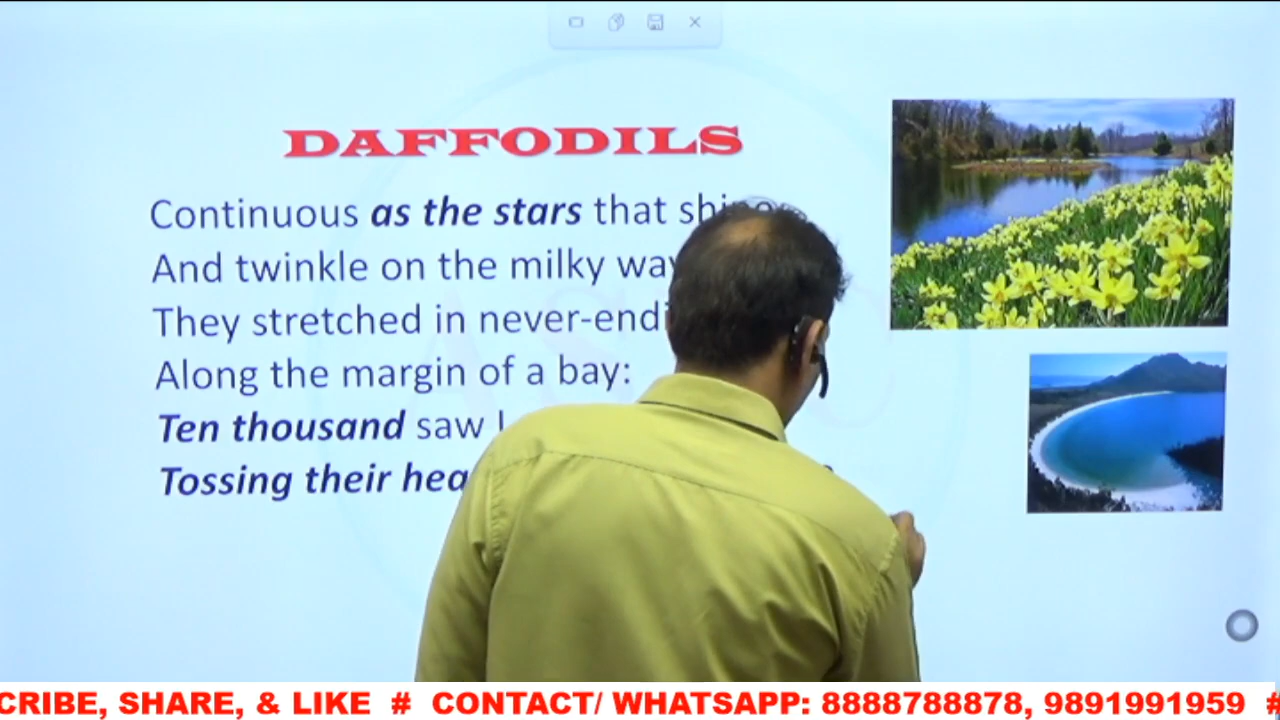 DAFFODILS
Continuous as the stars that shine
And twinkle on the milky way
They stretched in never-endi
Along the margin of a bay:
Ten thousand saw I
Tossing their hea
CRIBE, SHARE, & LIKE # CONTACT/ WHATSAPP: 8888788878, 9891991959 #